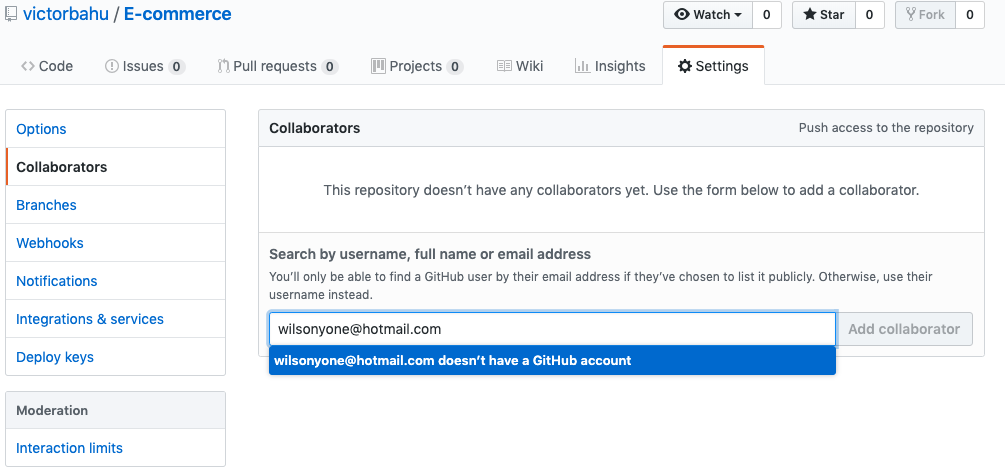 victorbahu / E-commerce
Watch 0 Star 0 Fork 0
Code Issues 0 Pull requests 0 Projects 0 Wiki Insights Settings
Options
Collaborators
Branches
Webhooks
Notifications
Integrations & services
Deploy keys
Moderation
Interaction limits
Collaborators Push access to the repository
This repository doesn’t have any collaborators yet. Use the form below to add a collaborator.
Search by username, full name or email address
You’ll only be able to find a GitHub user by their email address if they’ve chosen to list it publicly. Otherwise, use their
username instead.
wilsonyone@hotmail.com Add collaborator
wilsonyone@hotmail.com doesn’t have a GitHub account